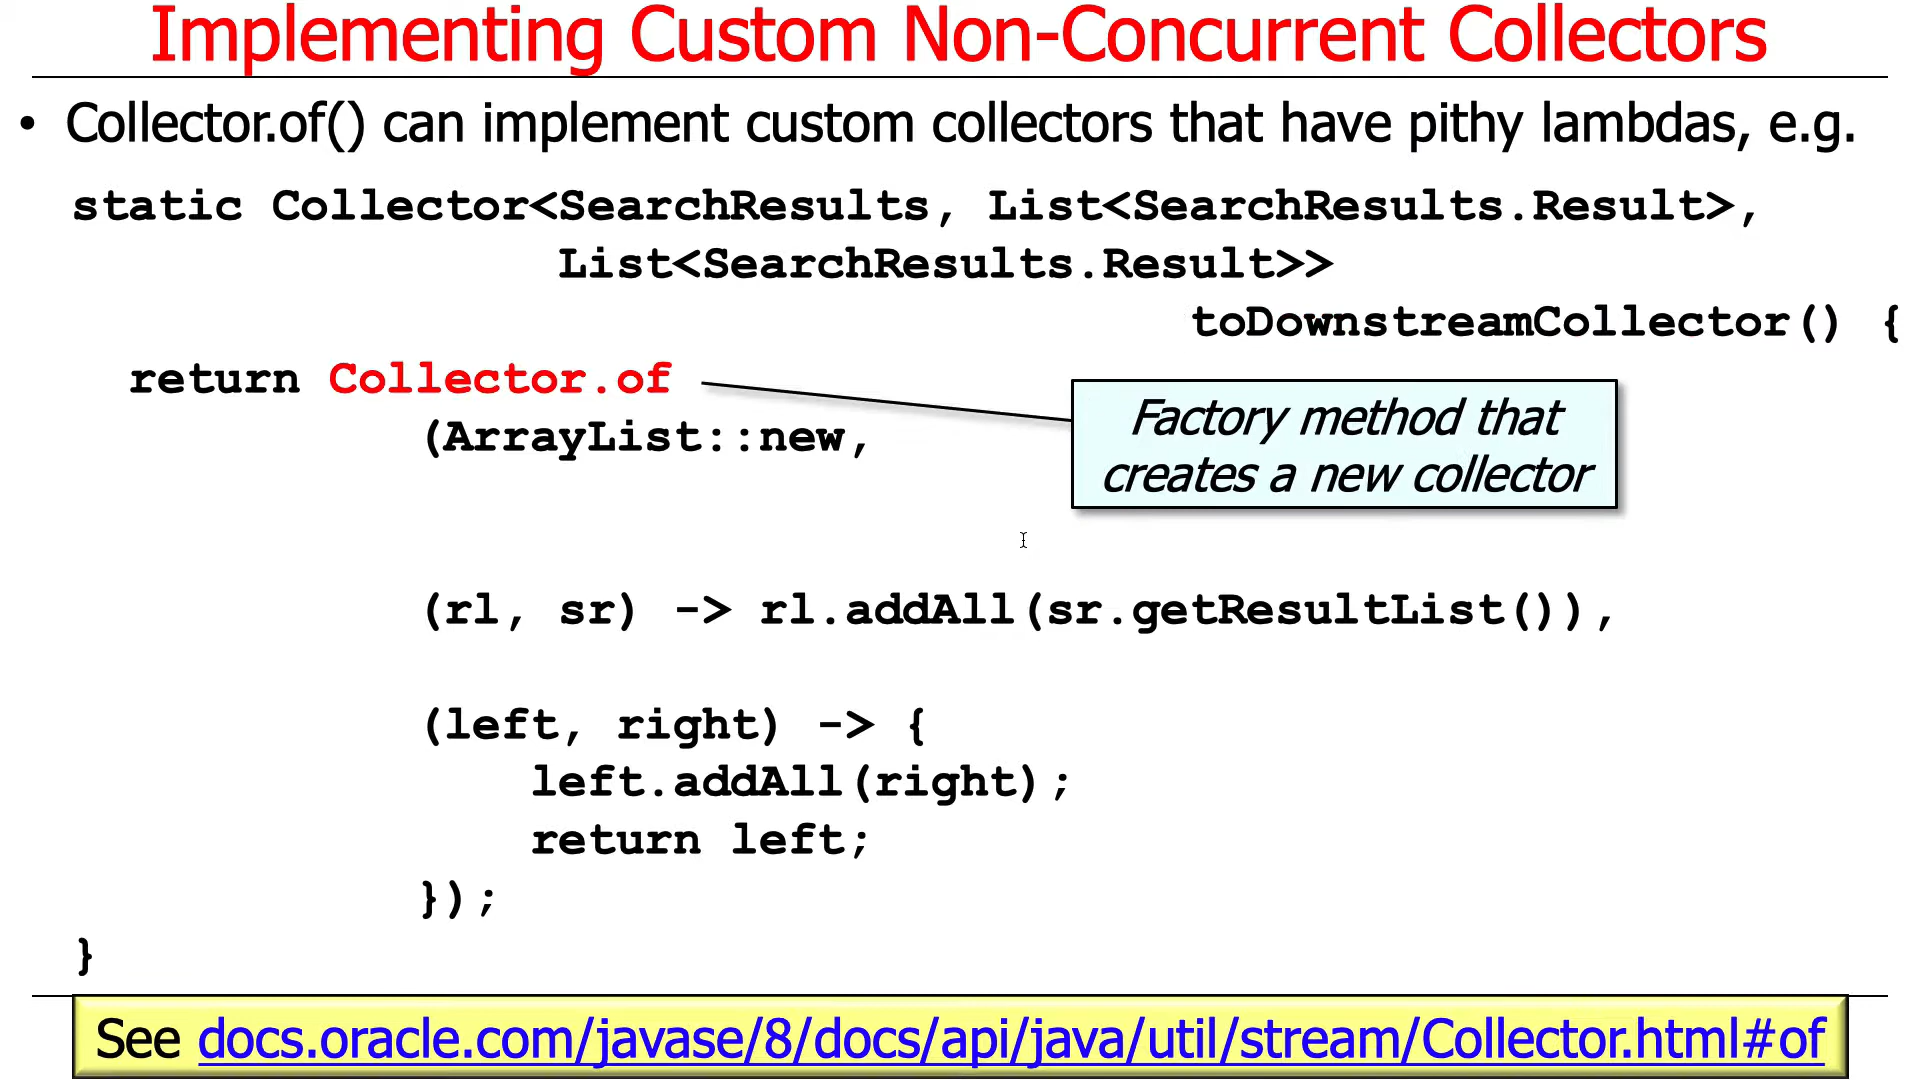 Implementing Custom Non-Concurrent Collectors
• Collector.of() can implement custom collectors that have pithy lambdas, e.g.
static Collector<SearchResults, List<SearchResults.Result>,
List<SearchResults.Result>>
toDownstreamCollector() {
return Collector.of
(ArrayList::new,
Factory method that
creates a new collector
(rl, sr) -> rl.addAll(sr.getResultList()),
(left, right) -> {
left.addAll(right);
return left;
});
}
See docs.oracle.com/javase/8/docs/api/java/util/stream/Collector.html#of